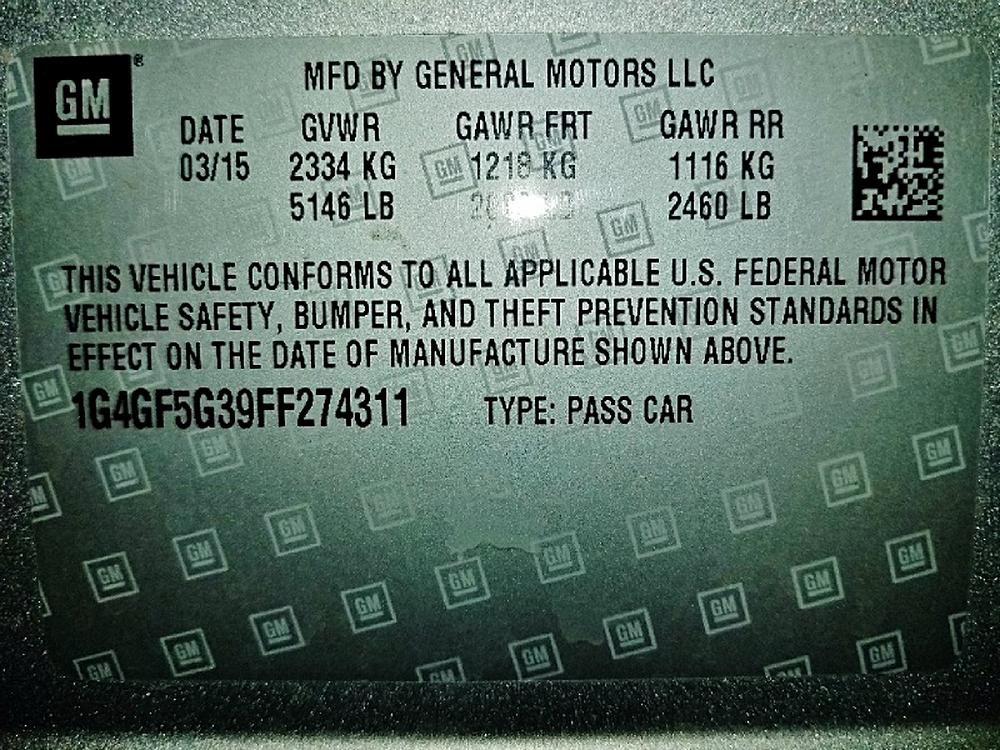 GM ® MFD BY GENERAL MOTORS LLC
DATE GVWR GAWR FRT GAWR RR
03/15 2334 KG 1218 KG 1116 KG
5146 LB 2460 LB
THIS VEHICLE CONFORMS TO ALL APPLICABLE U.S. FEDERAL MOTOR
VEHICLE SAFETY, BUMPER, AND THEFT PREVENTION STANDARDS IN
EFFECT ON THE DATE OF MANUFACTURE SHOWN ABOVE.
1G4GF5G39FF274311 TYPE: PASS CAR